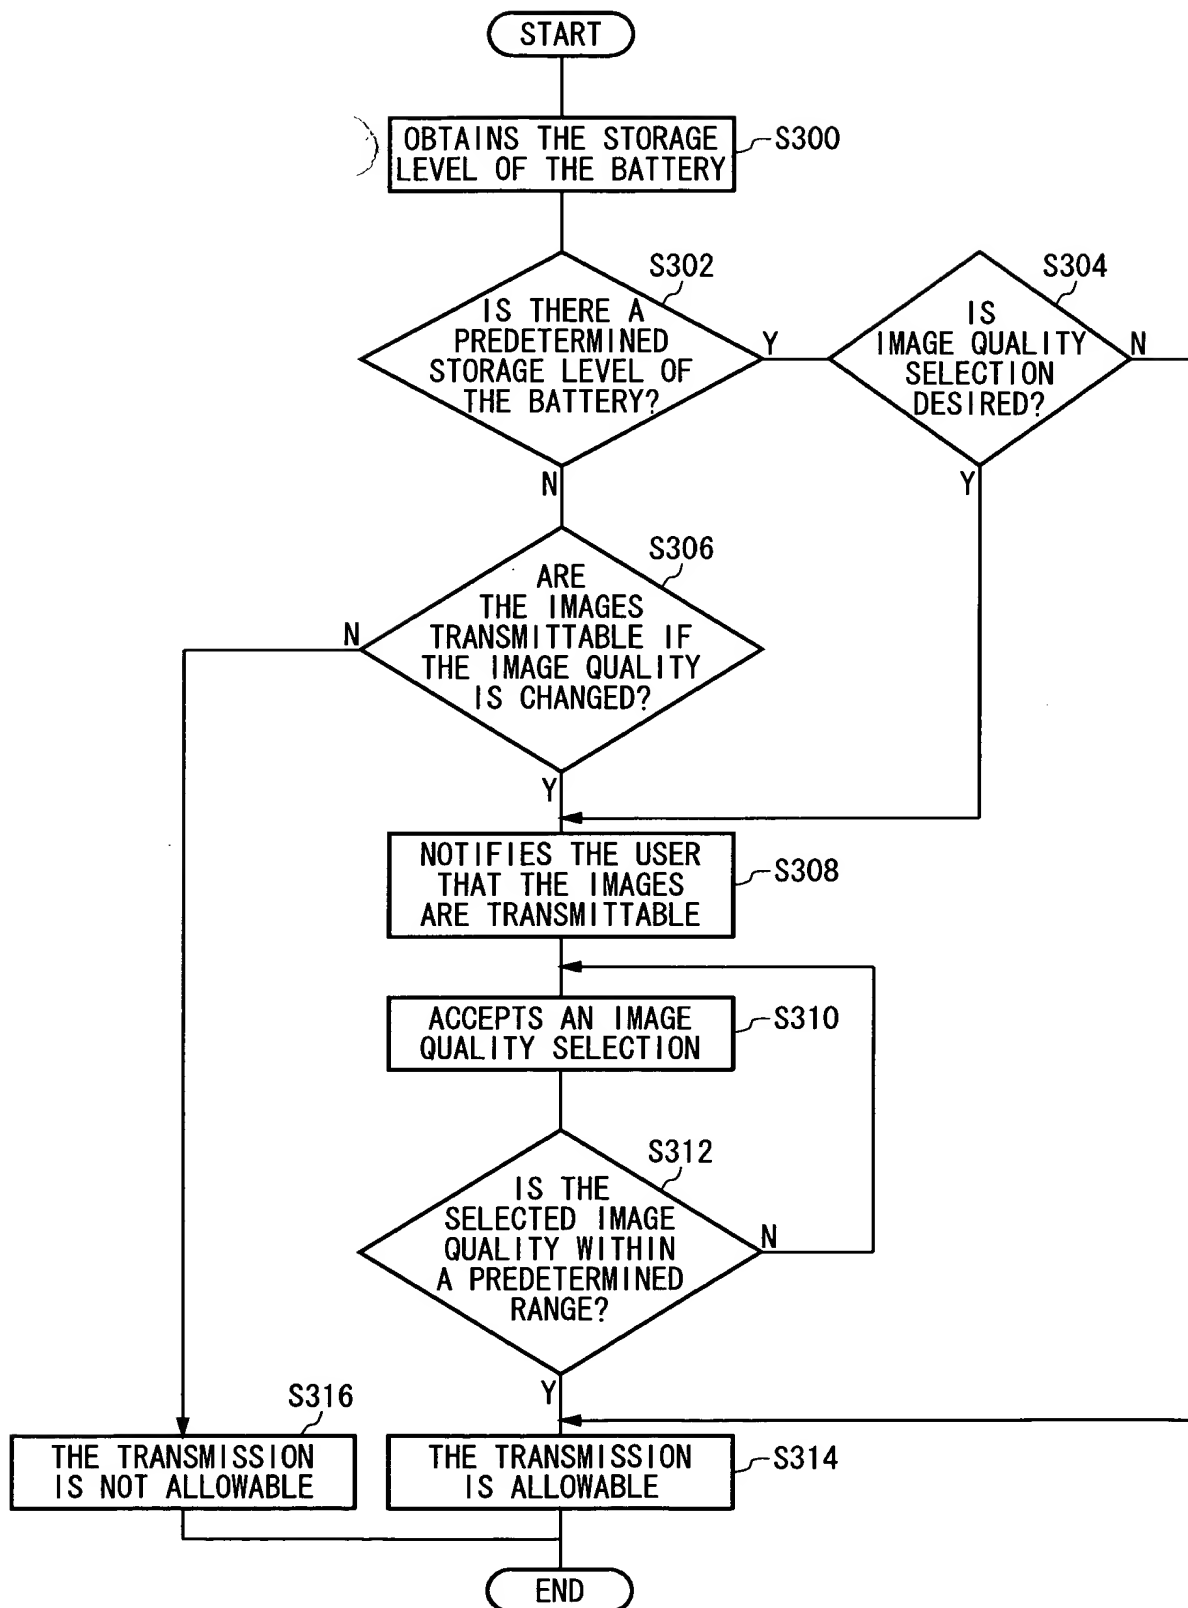 START
OBTAINS THE STORAGE
LEVEL OF THE BATTERY
S300
S302
IS THERE A
PREDETERMINED
STORAGE LEVEL OF
THE BATTERY?
Y
N
S304
IS
IMAGE QUALITY
SELECTION
DESIRED?
N
Y
S306
ARE
THE IMAGES
TRANSMITTABLE IF
THE IMAGE QUALITY
IS CHANGED?
N
Y
NOTIFIES THE USER
THAT THE IMAGES
ARE TRANSMITTABLE
S308
ACCEPTS AN IMAGE
QUALITY SELECTION
S310
S312
IS THE
SELECTED IMAGE
QUALITY WITHIN
A PREDETERMINED
RANGE?
N
Y
S316
THE TRANSMISSION
IS NOT ALLOWABLE
THE TRANSMISSION
IS ALLOWABLE
S314
END